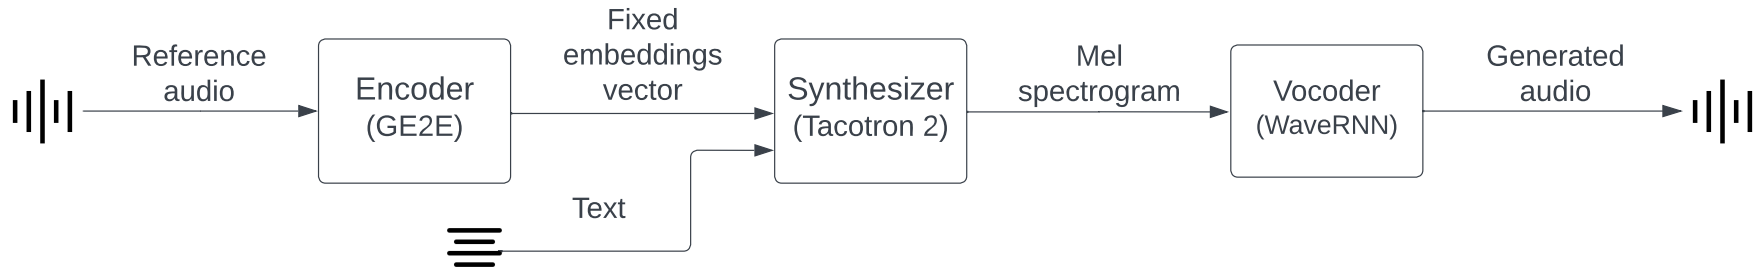 Reference
audio
Encoder
(GE2E)
Fixed
embeddings
vector
Text
Synthesizer
(Tacotron 2)
Mel
spectrogram
Vocoder
(WaveRNN)
Generated
audio